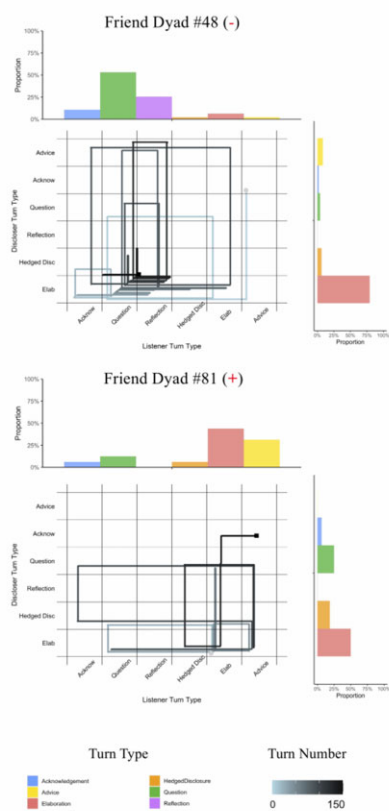 Friend Dyad #48 (-)
Proportion
100%
75%
50%
25%
0%
Discloser Turn Type
Advice
Acknow
Question
Reflection
Hedged Disc
Elab
Acknow
Question
Reflection
Hedged Disc
Elab
Advice
Listener Turn Type
0% 25% 50% 75% 100%
Proportion
Friend Dyad #81 (+)
Proportion
100%
75%
50%
25%
0%
Discloser Turn Type
Advice
Acknow
Question
Reflection
Hedged Disc
Elab
Acknow
Question
Reflection
Hedged Disc
Elab
Advice
Listener Turn Type
0% 25% 50% 75% 100%
Proportion
Turn Type
Acknowledgement
Advice
Elaboration
HedgedDisclosure
Question
Reflection
Turn Number
0 150